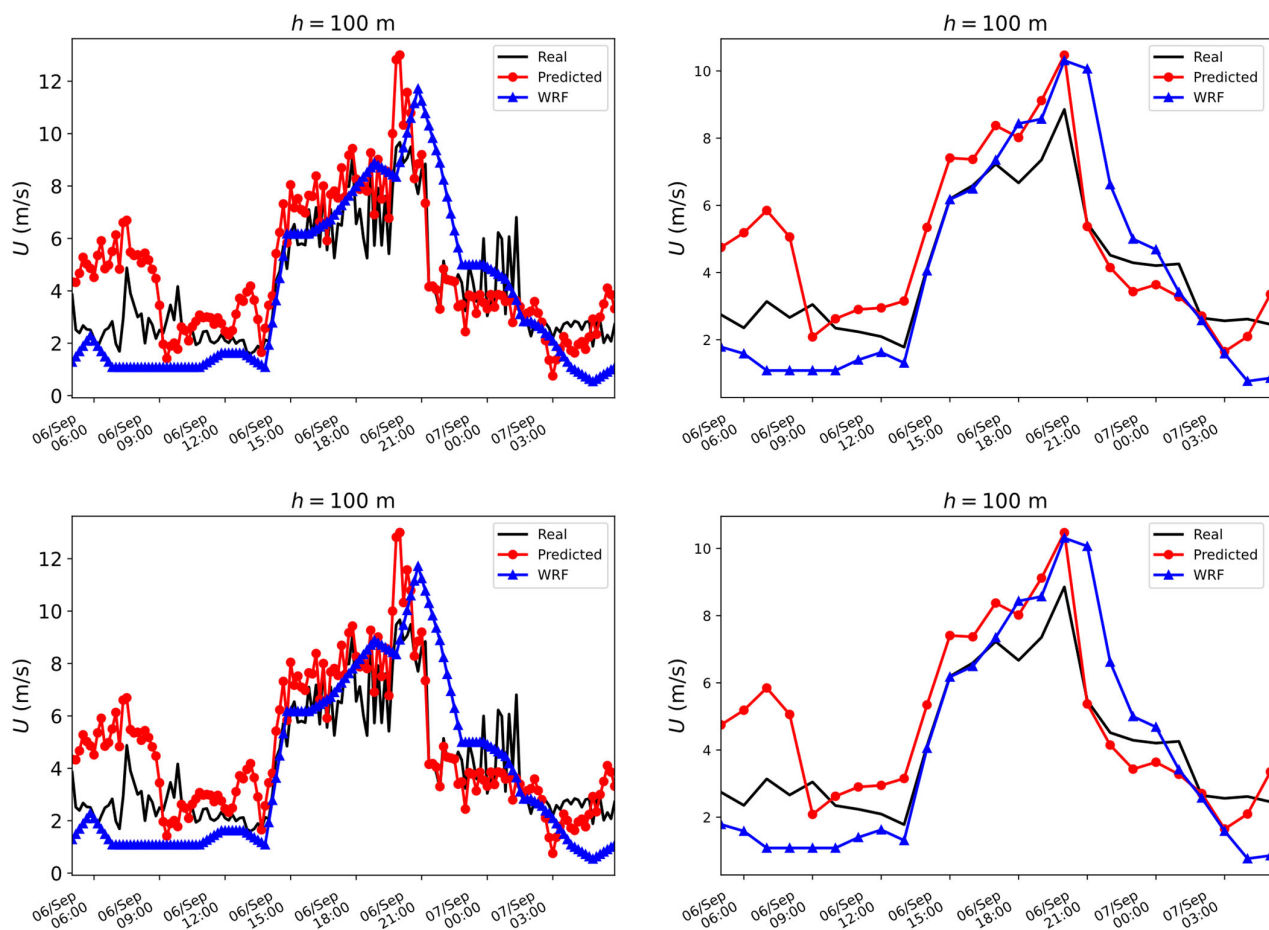 h = 100 m
h = 100 m
Real
Predicted
WRF
Real
Predicted
WRF
U (m/s)
12
10
8
6
4
2
0
U (m/s)
10
8
6
4
2
06/Sep 06:00
06/Sep 09:00
06/Sep 12:00
06/Sep 15:00
06/Sep 18:00
06/Sep 21:00
07/Sep 00:00
07/Sep 03:00
06/Sep 06:00
06/Sep 09:00
06/Sep 12:00
06/Sep 15:00
06/Sep 18:00
06/Sep 21:00
07/Sep 00:00
07/Sep 03:00
h = 100 m
h = 100 m
Real
Predicted
WRF
Real
Predicted
WRF
U (m/s)
12
10
8
6
4
2
0
U (m/s)
10
8
6
4
2
06/Sep 06:00
06/Sep 09:00
06/Sep 12:00
06/Sep 15:00
06/Sep 18:00
06/Sep 21:00
07/Sep 00:00
07/Sep 03:00
06/Sep 06:00
06/Sep 09:00
06/Sep 12:00
06/Sep 15:00
06/Sep 18:00
06/Sep 21:00
07/Sep 00:00
07/Sep 03:00